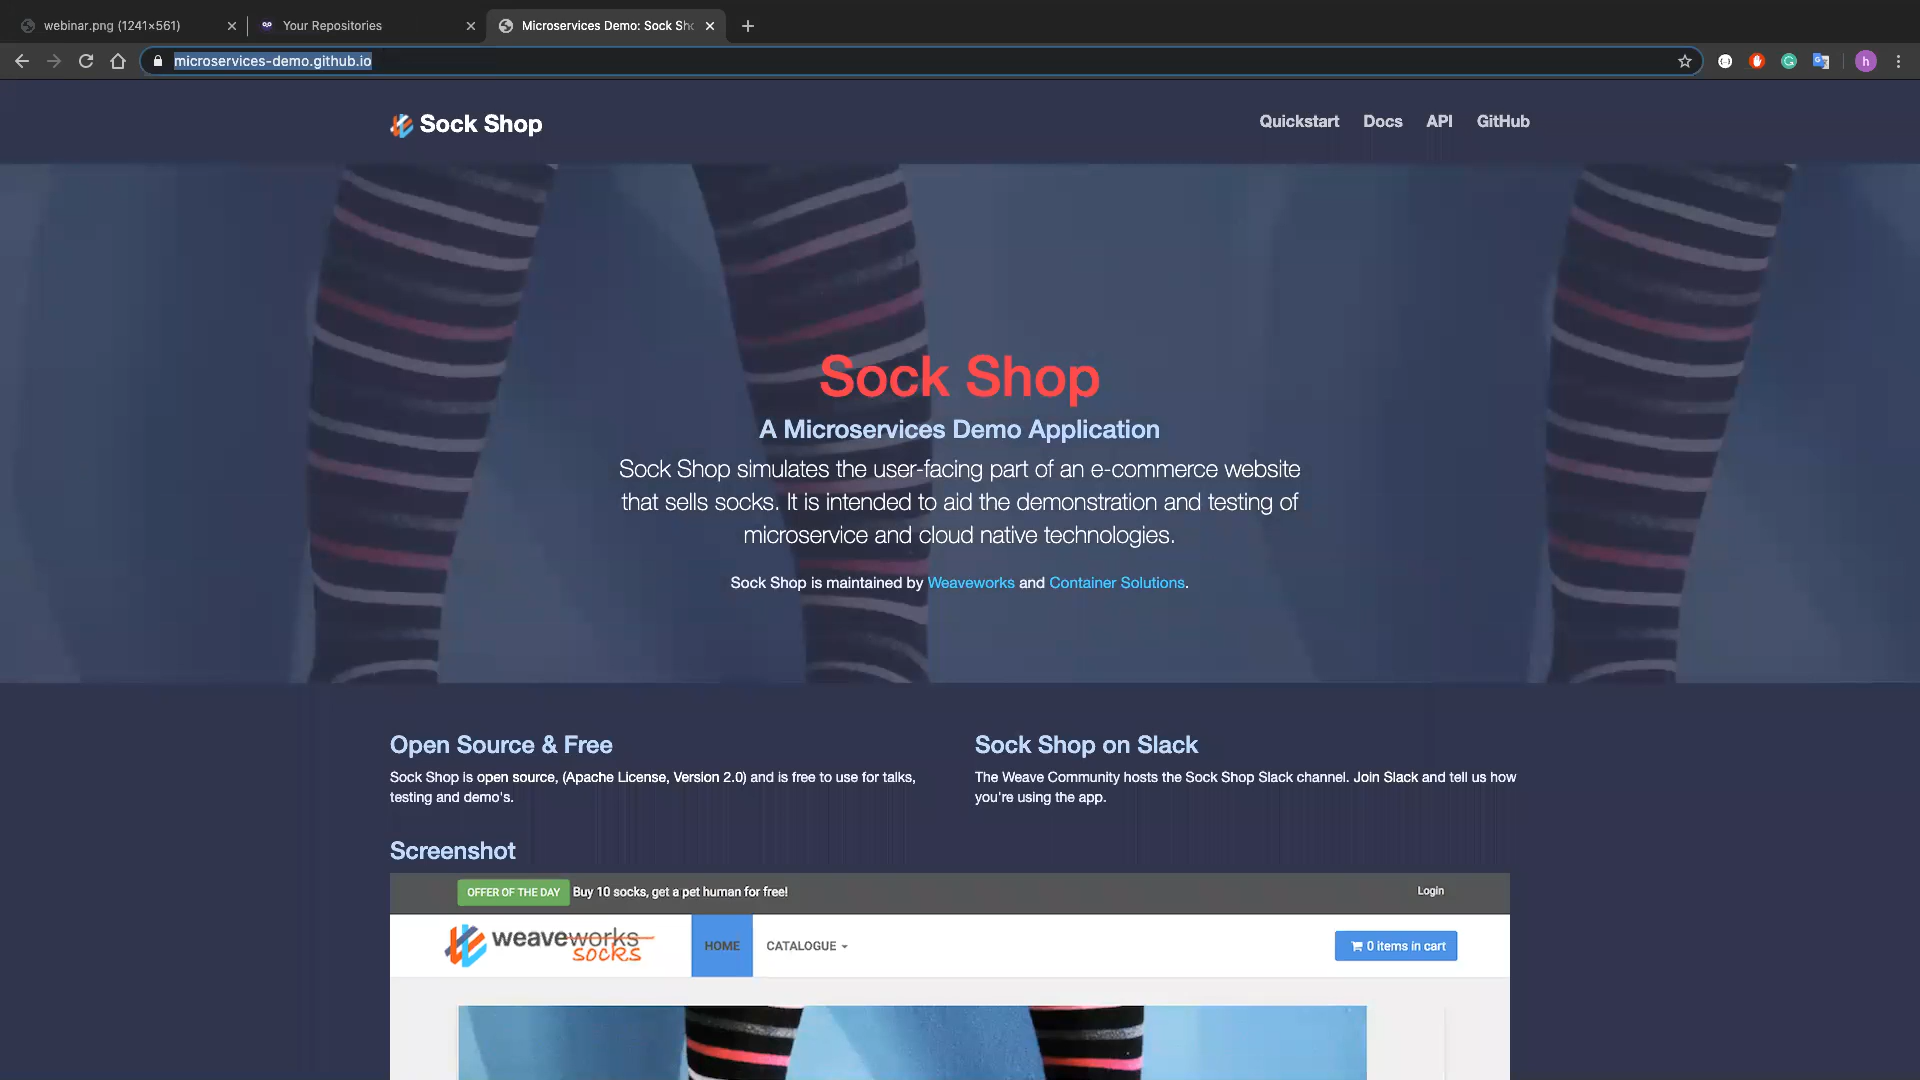 webinar.png (1241×561)
Your Repositories
Microservices Demo: Sock Sho
microservices-demo.github.io
h
Sock Shop
Quickstart
Docs
API
GitHub
Sock Shop
A Microservices Demo Application
Sock Shop simulates the user-facing part of an e-commerce website
that sells socks. It is intended to aid the demonstration and testing of
microservice and cloud native technologies.
Sock Shop is maintained by Weaveworks and Container Solutions.
Open Source & Free
Sock Shop is open source, (Apache License, Version 2.0) and is free to use for talks,
testing and demo's.
Sock Shop on Slack
The Weave Community hosts the Sock Shop Slack channel. Join Slack and tell us how
you're using the app.
Screenshot
OFFER OF THE DAY Buy 10 socks, get a pet human for free!
Login
weaveworks
socks
HOME
CATALOGUE
0 items in cart